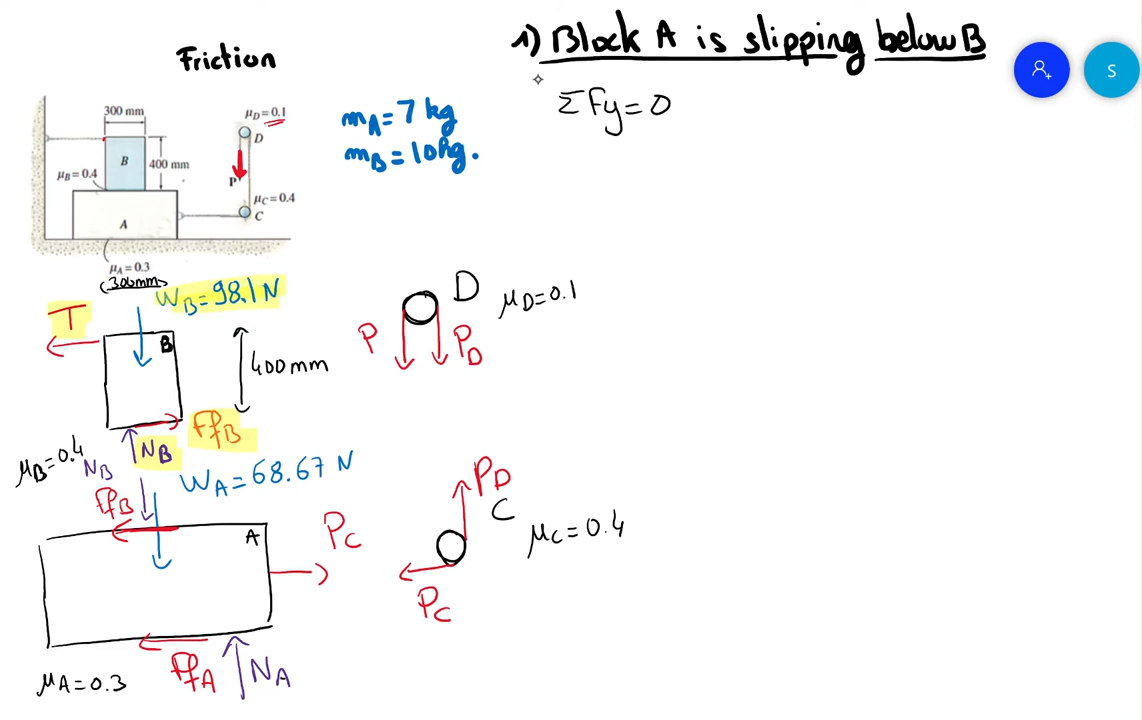 1) Block A is slipping below B
Friction
S
ΣFy=0
300 mm
μD=0.1
D
mA=7 kg
mB=10kg.
B
400 mm
μB=0.4
P
μC=0.4
C
A
μA=0.3
300mm
WB=98.1 N
T
B
400mm
D
μD=0.1
P
PD
FfB
NB
μB=0.4
NB
WA=68.67 N
FfB
A
PC
PD
C
μC=0.4
PC
μA=0.3
FfA
NA